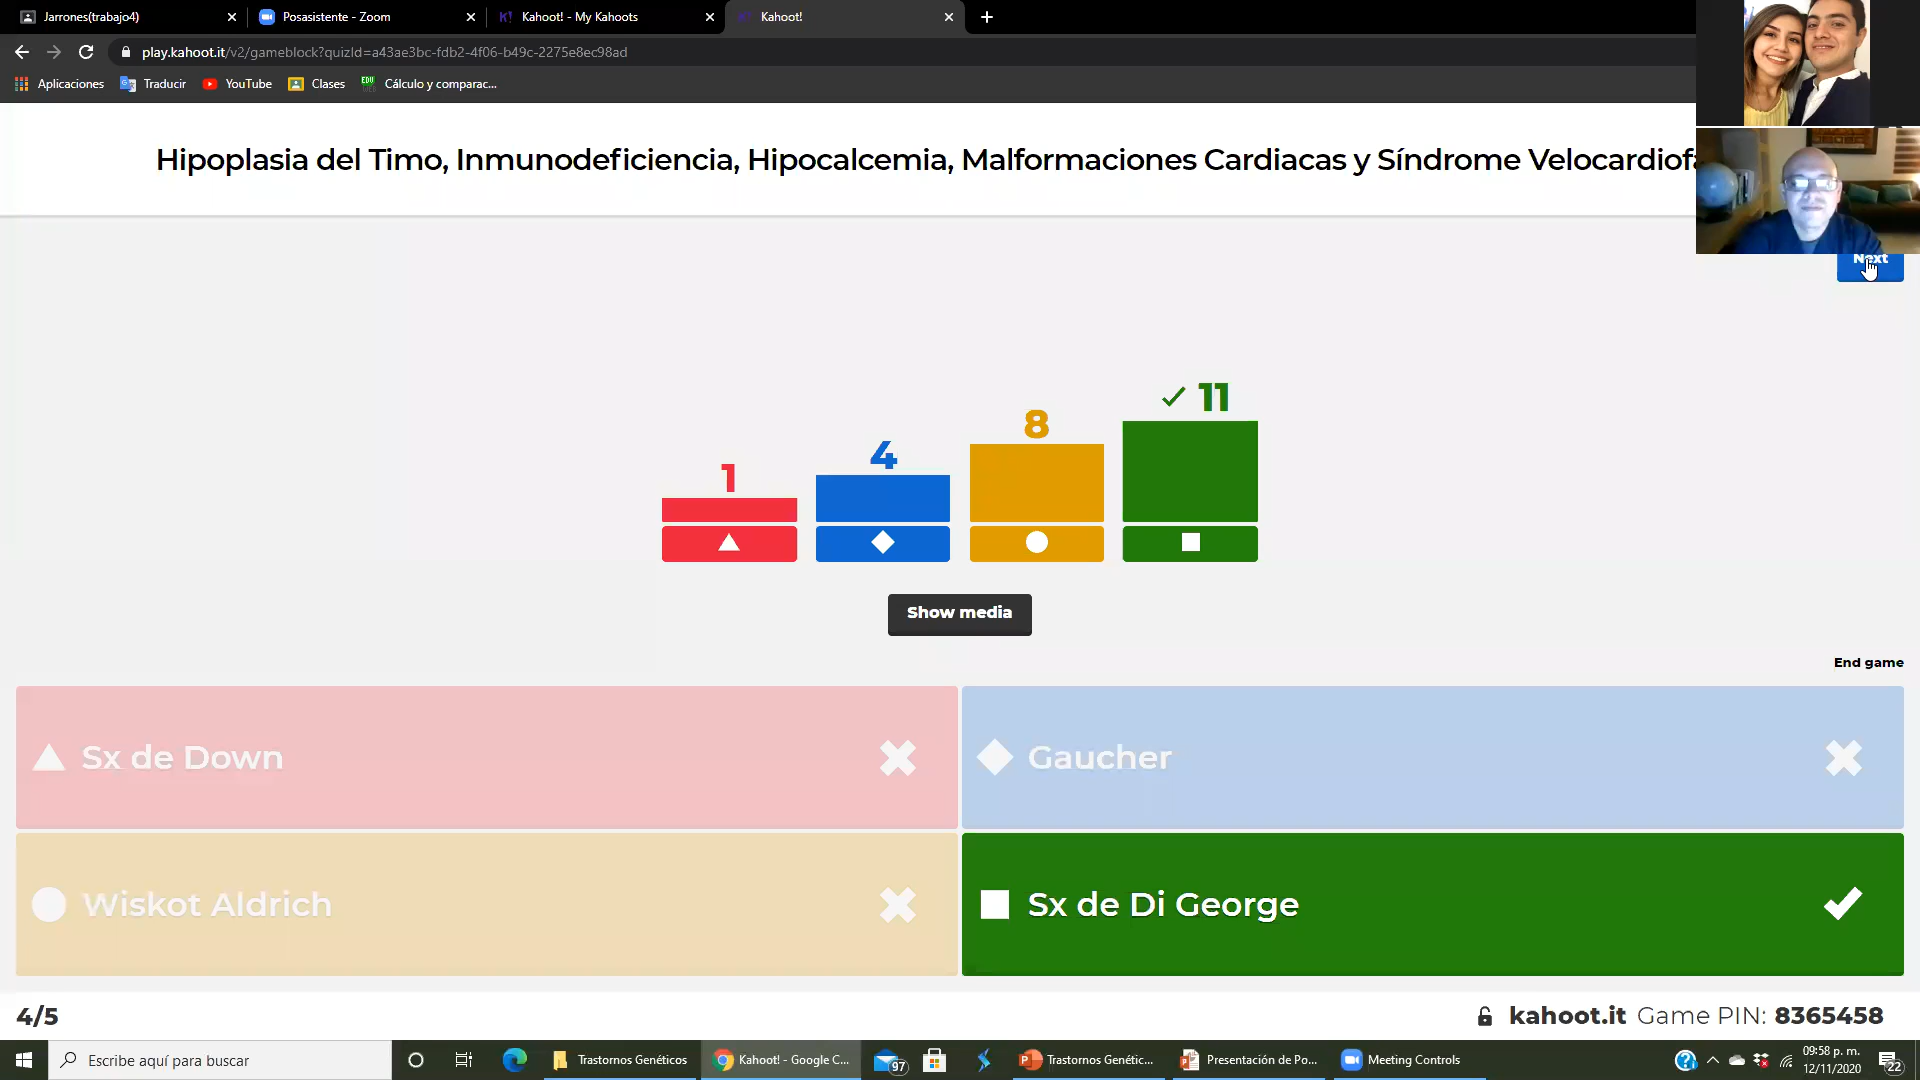 Jarrones(trabajo4)
Posasistente - Zoom
Kahoot! - My Kahoots
Kahoot!
play.kahoot.it/v2/gameblock?quizId=a43ae3bc-fdb2-4f06-b49c-2275e8ec98ad
Aplicaciones
Traducir
YouTube
Clases
Cálculo y comparac...
Hipoplasia del Timo, Inmunodeficiencia, Hipocalcemia, Malformaciones Cardiacas y Síndrome Velocardiofa
Next
1
4
8
11
Show media
End game
Sx de Down
Gaucher
Wiskot Aldrich
Sx de Di George
4/5
kahoot.it Game PIN: 8365458
Escribe aquí para buscar
97
Trastornos Genéticos
Kahoot! - Google C...
Trastornos Genétic...
Presentación de Po...
Meeting Controls
09:58 p. m.
12/11/2020
22